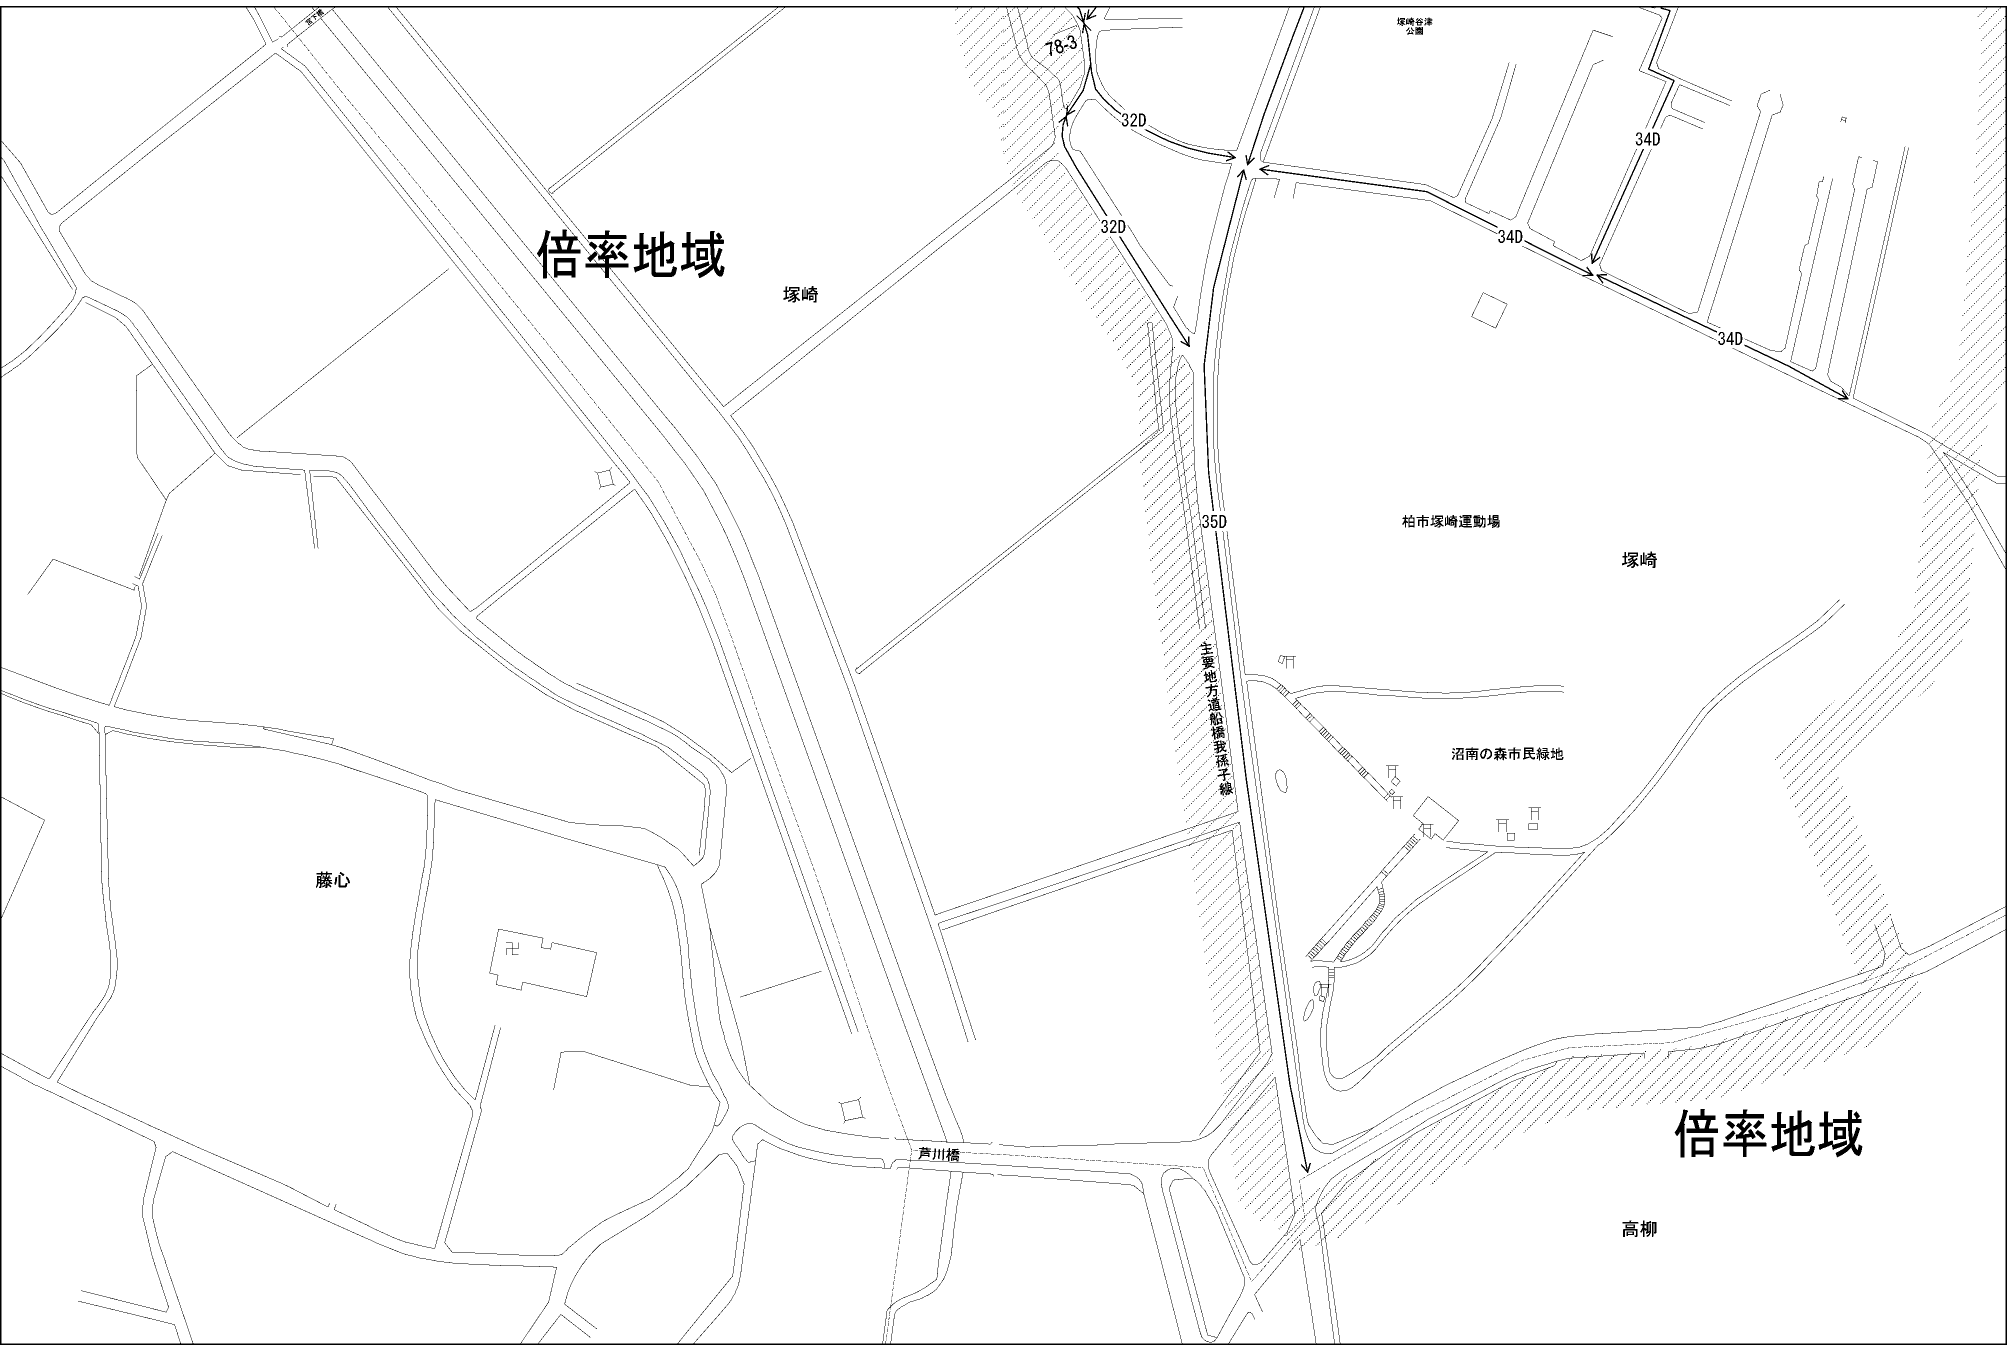 宮下橋
塚崎谷津
公園
78-3
32D
34D
32D
34D
倍率地域
塚崎
34D
35D
柏市塚崎運動場
塚崎
主要地方道船橋我孫子線
沼南の森市民緑地
藤心
倍率地域
芦川橋
高柳